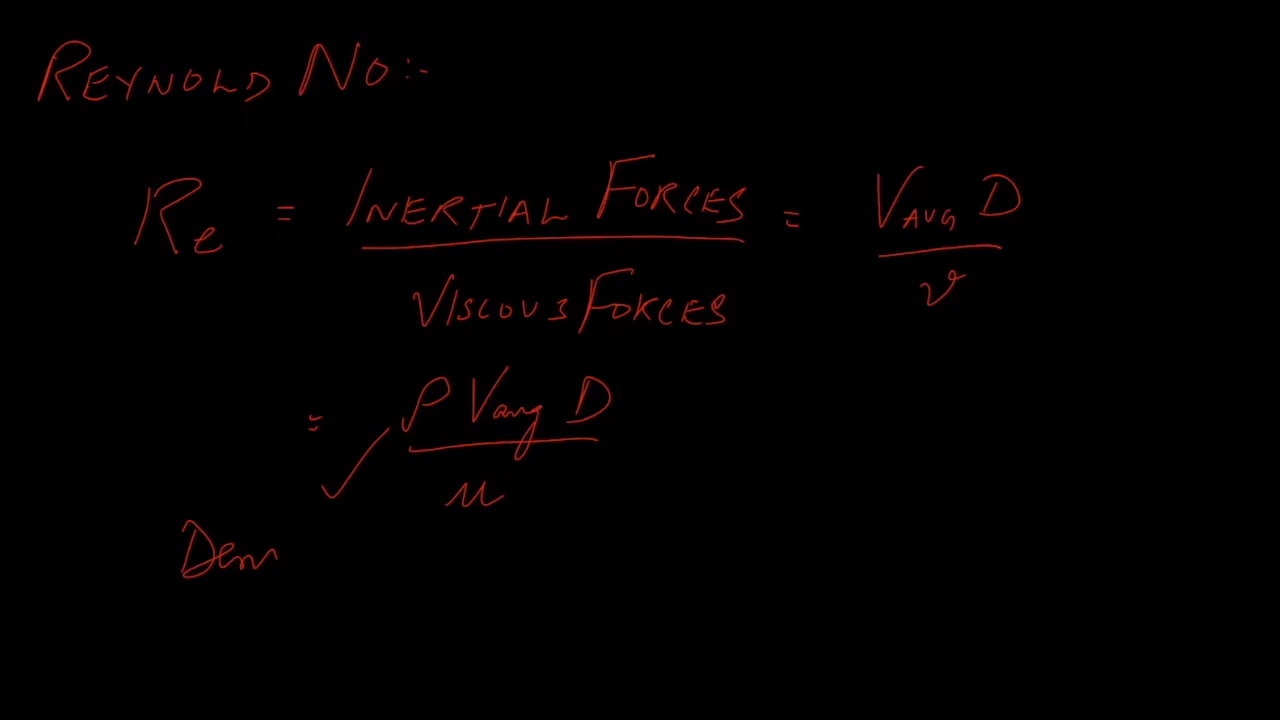 REYNOLD NO:-
Re = INERTIAL FORCES / VISCOUS FORCES = VAVG D / ν
= ρ Vavg D / μ
Den